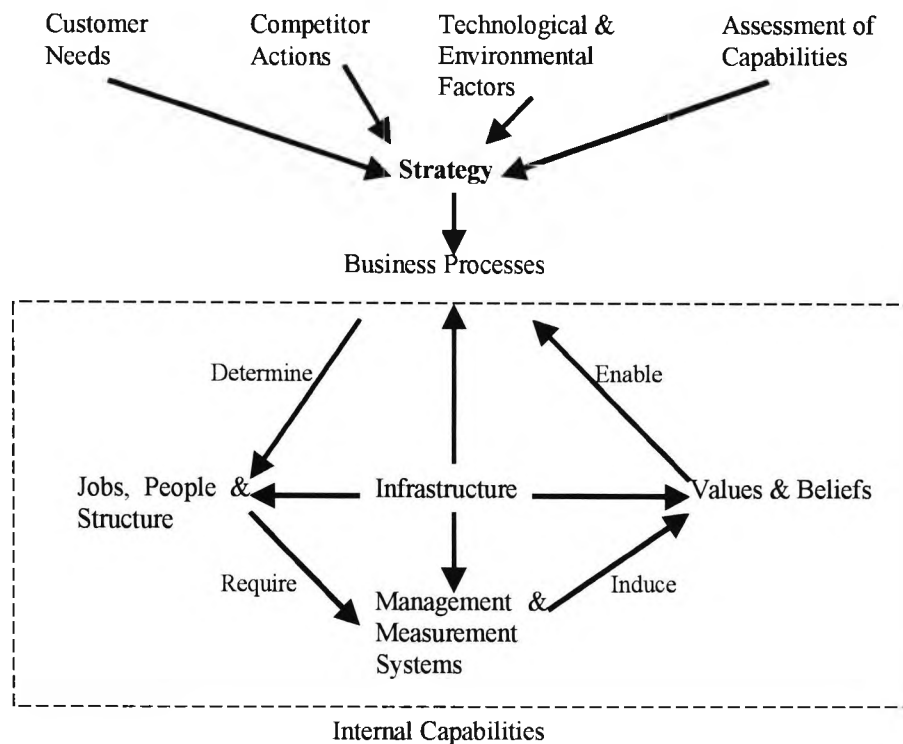 Customer
Needs
Competitor
Actions
Technological &
Environmental
Factors
Assessment of
Capabilities
Strategy
Business Processes
Determine
Enable
Jobs, People &
Structure
Infrastructure
Values & Beliefs
Require
Induce
Management &
Measurement
Systems
Internal Capabilities